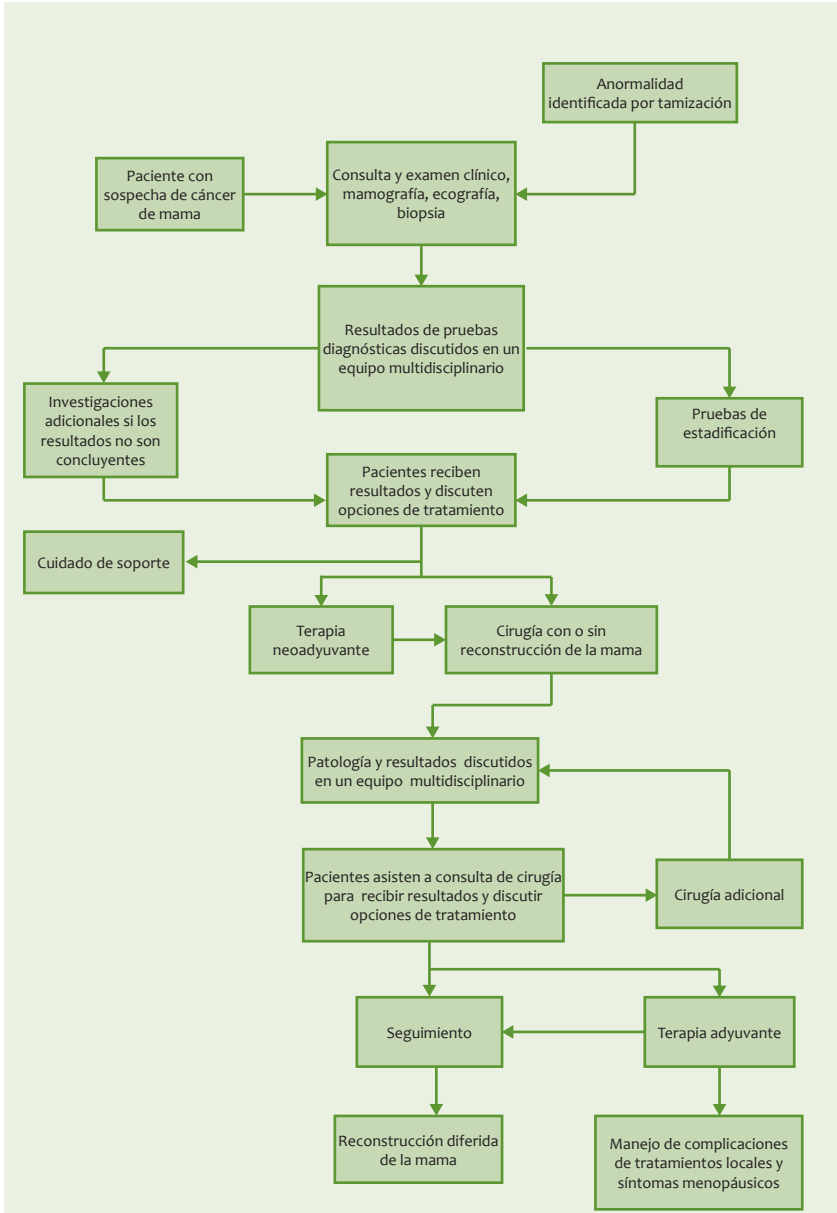 Anormalidad
identificada por tamización
Paciente con
sospecha de cáncer
de mama
Consulta y examen clínico,
mamografía, ecografía,
biopsia
Resultados de pruebas
diagnósticas discutidos en un
equipo multidisciplinario
Investigaciones
adicionales si los
resultados no son
concluyentes
Pruebas de
estadificación
Pacientes reciben
resultados y discuten
opciones de tratamiento
Cuidado de soporte
Terapia
neoadyuvante
Cirugía con o sin
reconstrucción de la mama
Patología y resultados discutidos
en un equipo multidisciplinario
Pacientes asisten a consulta de cirugía
para recibir resultados y discutir
opciones de tratamiento
Cirugía adicional
Seguimiento
Terapia adyuvante
Reconstrucción diferida
de la mama
Manejo de complicaciones
de tratamientos locales y
síntomas menopáusicos